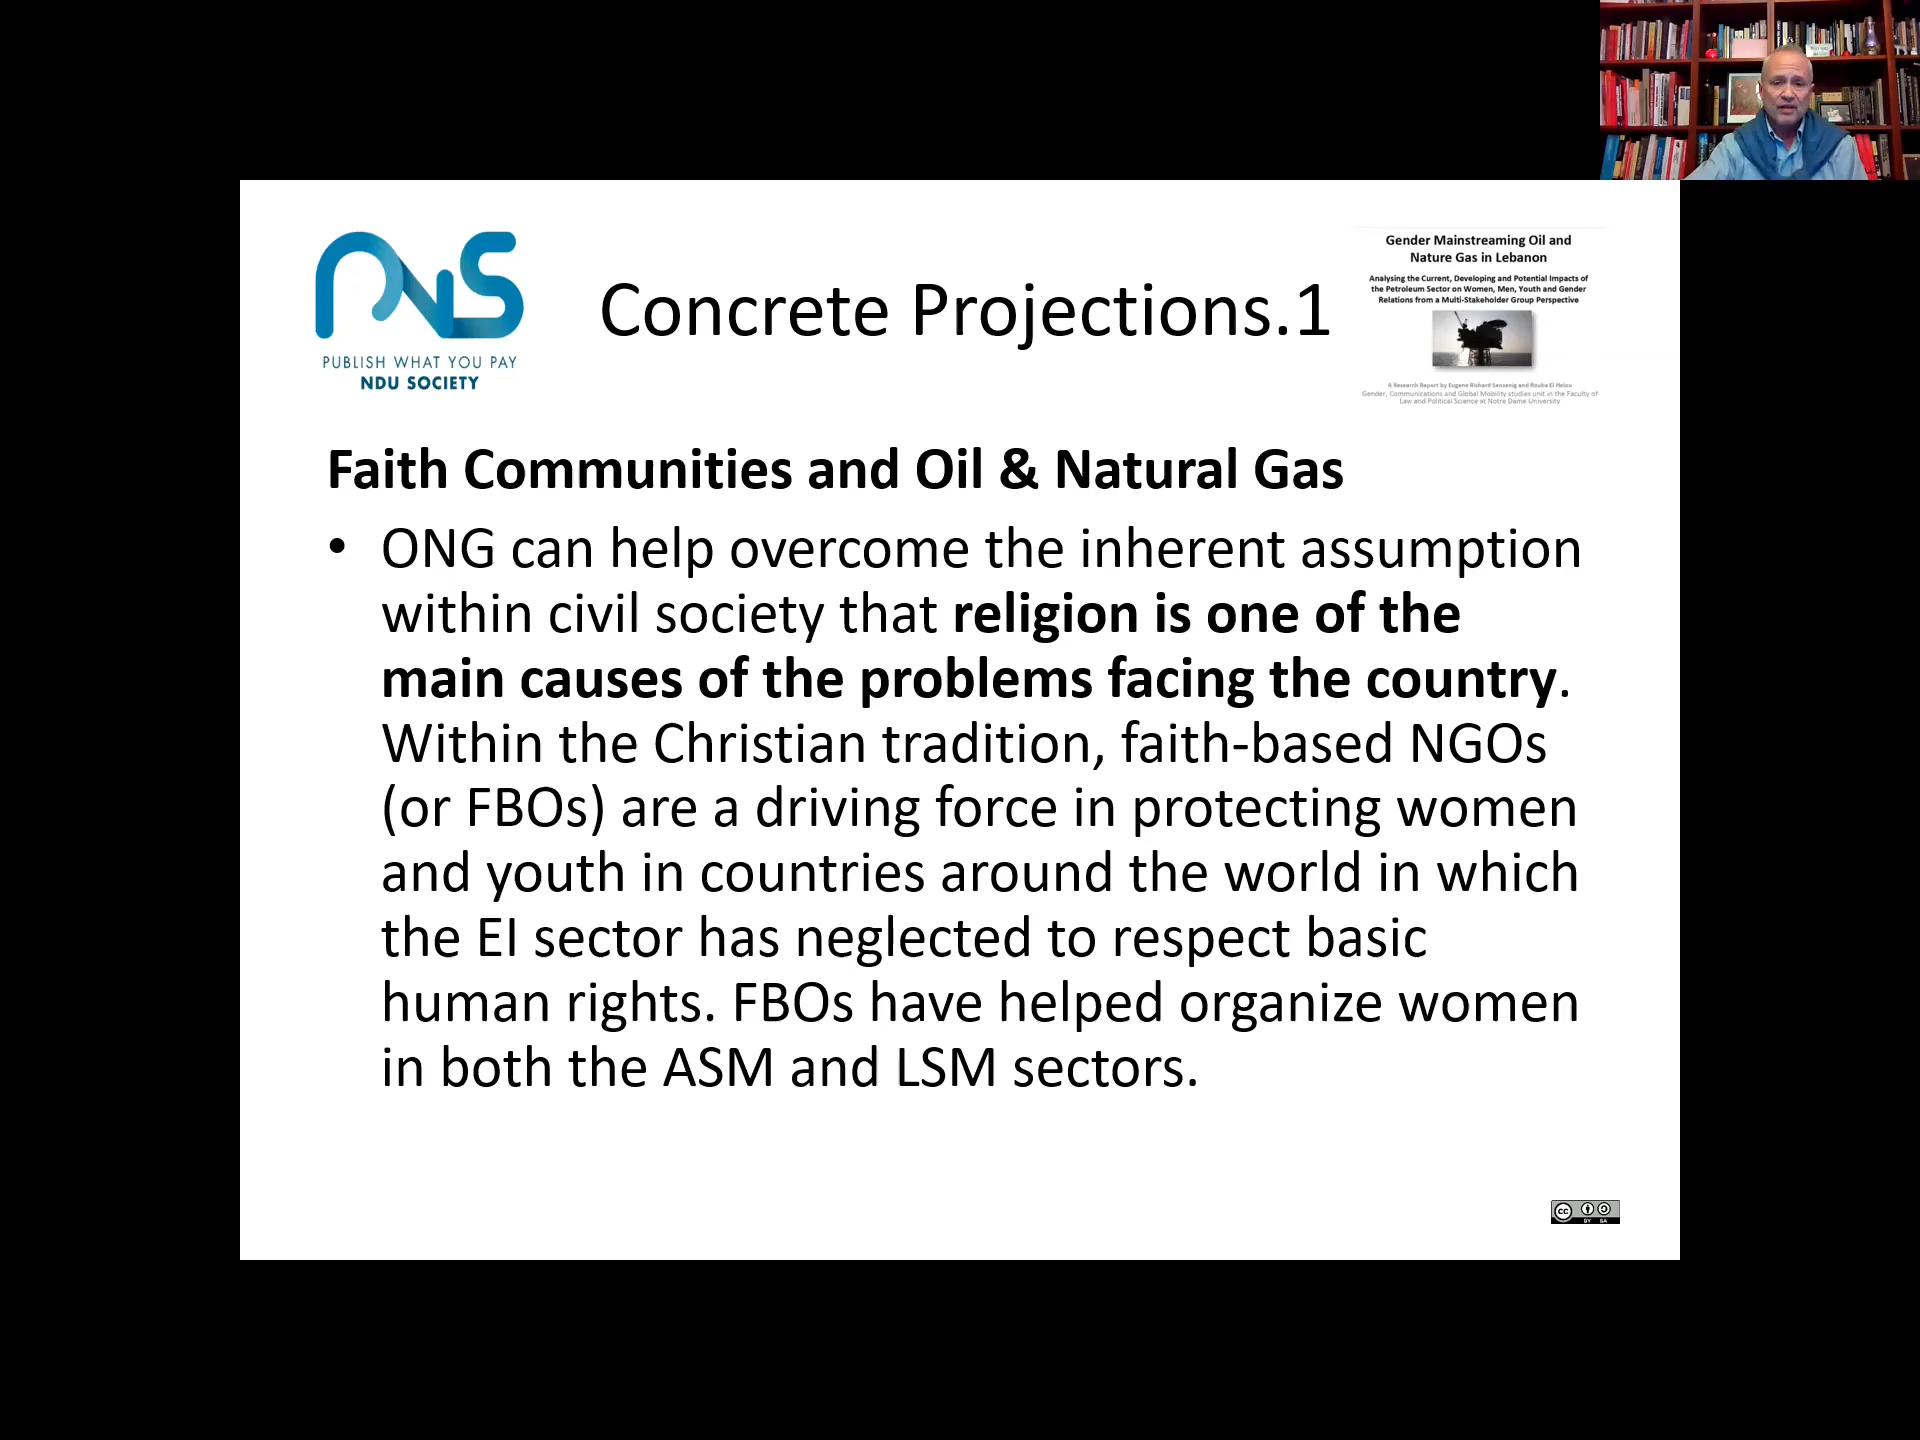 PNS
PUBLISH WHAT YOU PAY
NDU SOCIETY
Concrete Projections.1
Gender Mainstreaming Oil and
Nature Gas in Lebanon
Analysing the Current, Developing and Potential Impacts of
the Petroleum Sector on Women, Men, Youth and Gender
Relations from a Multi-Stakeholder Group Perspective
A Research Report by Eugene Richard Sensenig and Rouba El Helou
Gender, Communications and Global Mobility studies unit in the Faculty of
Law and Political Science at Notre Dame University
Faith Communities and Oil & Natural Gas
• ONG can help overcome the inherent assumption
within civil society that religion is one of the
main causes of the problems facing the country.
Within the Christian tradition, faith-based NGOs
(or FBOs) are a driving force in protecting women
and youth in countries around the world in which
the EI sector has neglected to respect basic
human rights. FBOs have helped organize women
in both the ASM and LSM sectors.
cc
BY SA